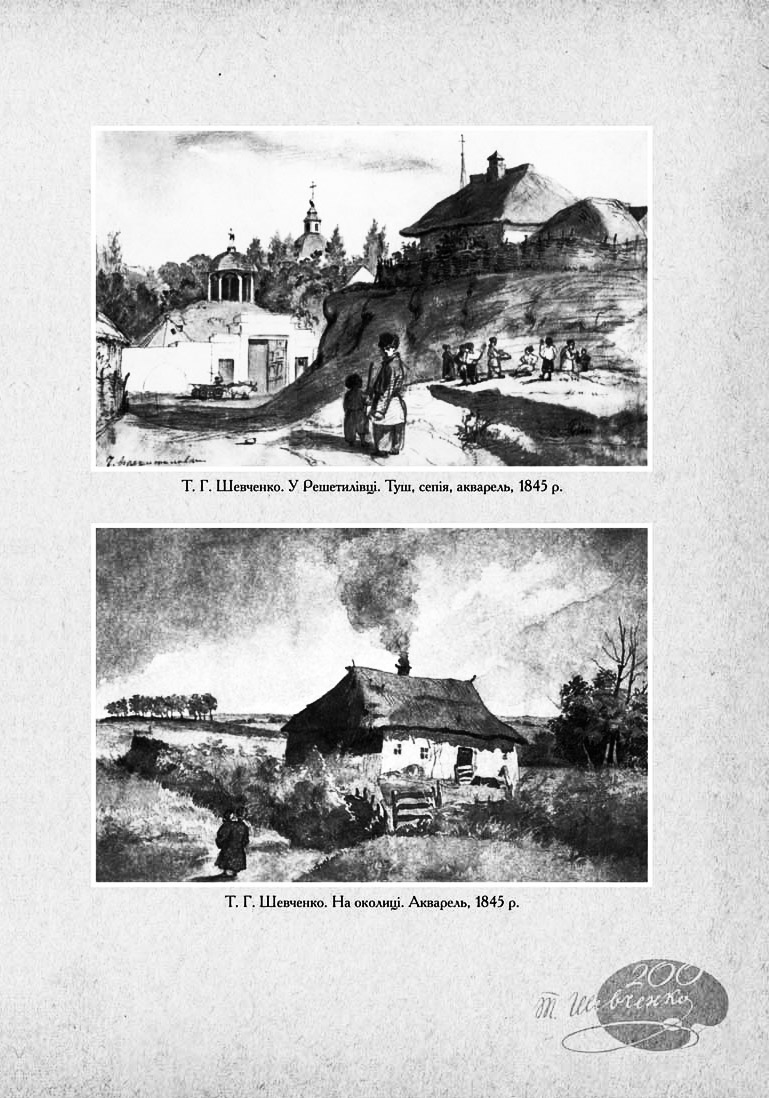 Т. Г. Шевченко. У Решетилівці. Туш, сепія, акварель, 1845 р.
Т. Г. Шевченко. На околиці. Акварель, 1845 р.
200
Т. Шевченко